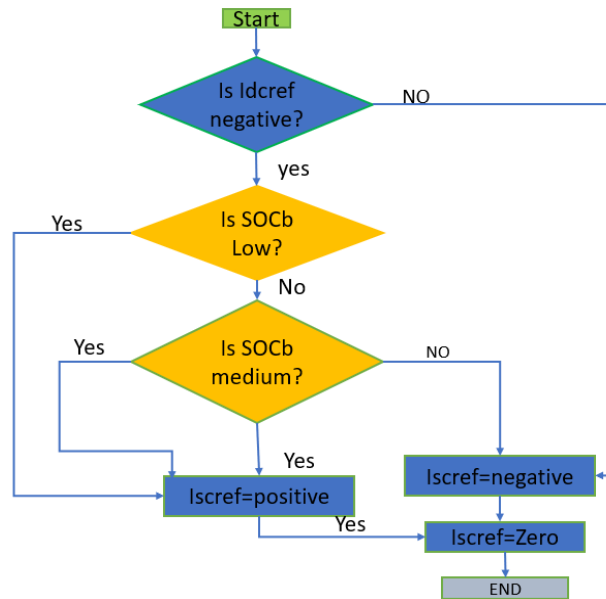 Start
Is Idcref
negative?
NO
yes
Yes
Is SOCb
Low?
No
Yes
Is SOCb
medium?
NO
Yes
Iscref=positive
Iscref=negative
Yes
Iscref=Zero
END